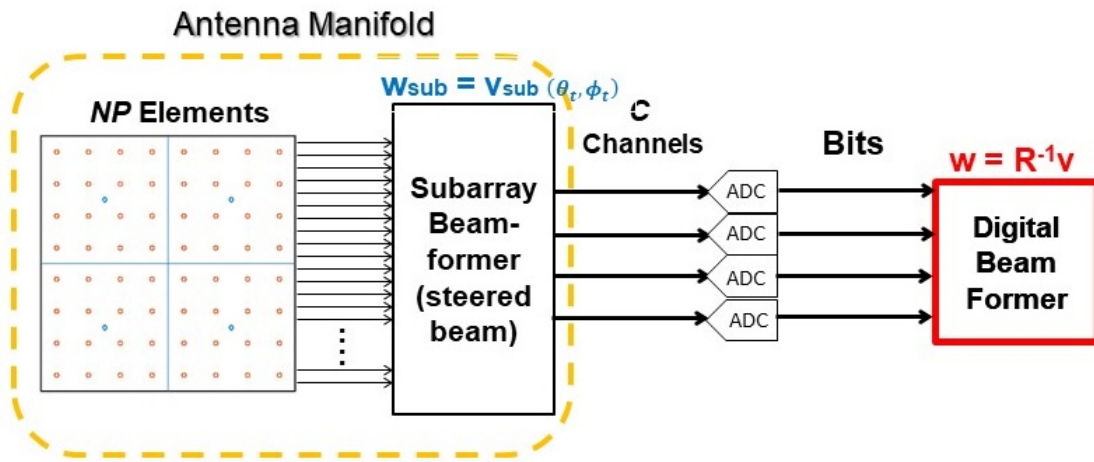 Antenna Manifold
Wsub = Vsub (θt, ϕt)
NP Elements
C
Channels
Bits
w = R-1v
Subarray
Beam-
former
(steered
beam)
ADC
ADC
ADC
ADC
Digital
Beam
Former